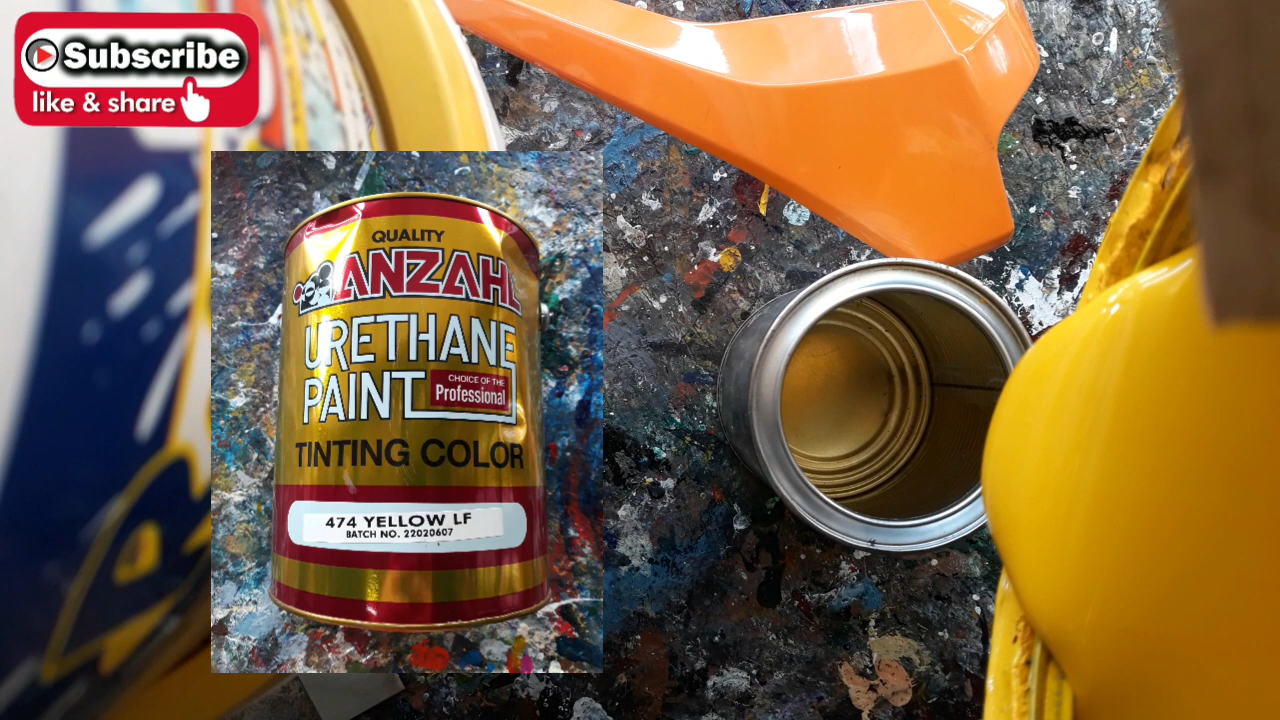 Subscribe
like & share
QUALITY
ANZAHL
URETHANE
PAINT
CHOICE OF THE
Professional
TINTING COLOR
474 YELLOW LF
BATCH NO. 22020607